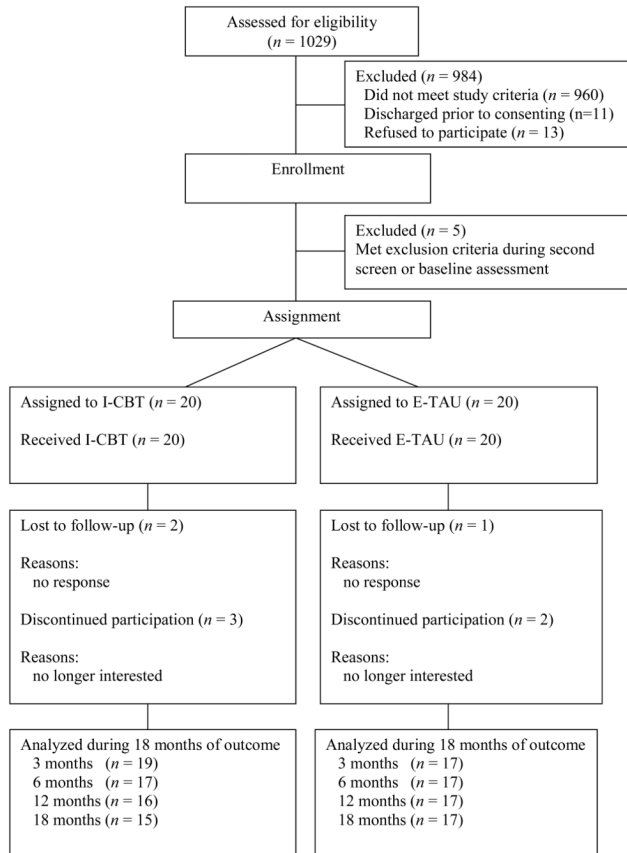 Assessed for eligibility
(n = 1029)
Excluded (n = 984)
Did not meet study criteria (n = 960)
Discharged prior to consenting (n=11)
Refused to participate (n = 13)
Enrollment
Excluded (n = 5)
Met exclusion criteria during second
screen or baseline assessment
Assignment
Assigned to I-CBT (n = 20)
Received I-CBT (n = 20)
Assigned to E-TAU (n = 20)
Received E-TAU (n = 20)
Lost to follow-up (n = 2)
Reasons:
no response
Discontinued participation (n = 3)
Reasons:
no longer interested
Lost to follow-up (n = 1)
Reasons:
no response
Discontinued participation (n = 2)
Reasons:
no longer interested
Analyzed during 18 months of outcome
3 months (n = 19)
6 months (n = 17)
12 months (n = 16)
18 months (n = 15)
Analyzed during 18 months of outcome
3 months (n = 17)
6 months (n = 17)
12 months (n = 17)
18 months (n = 17)